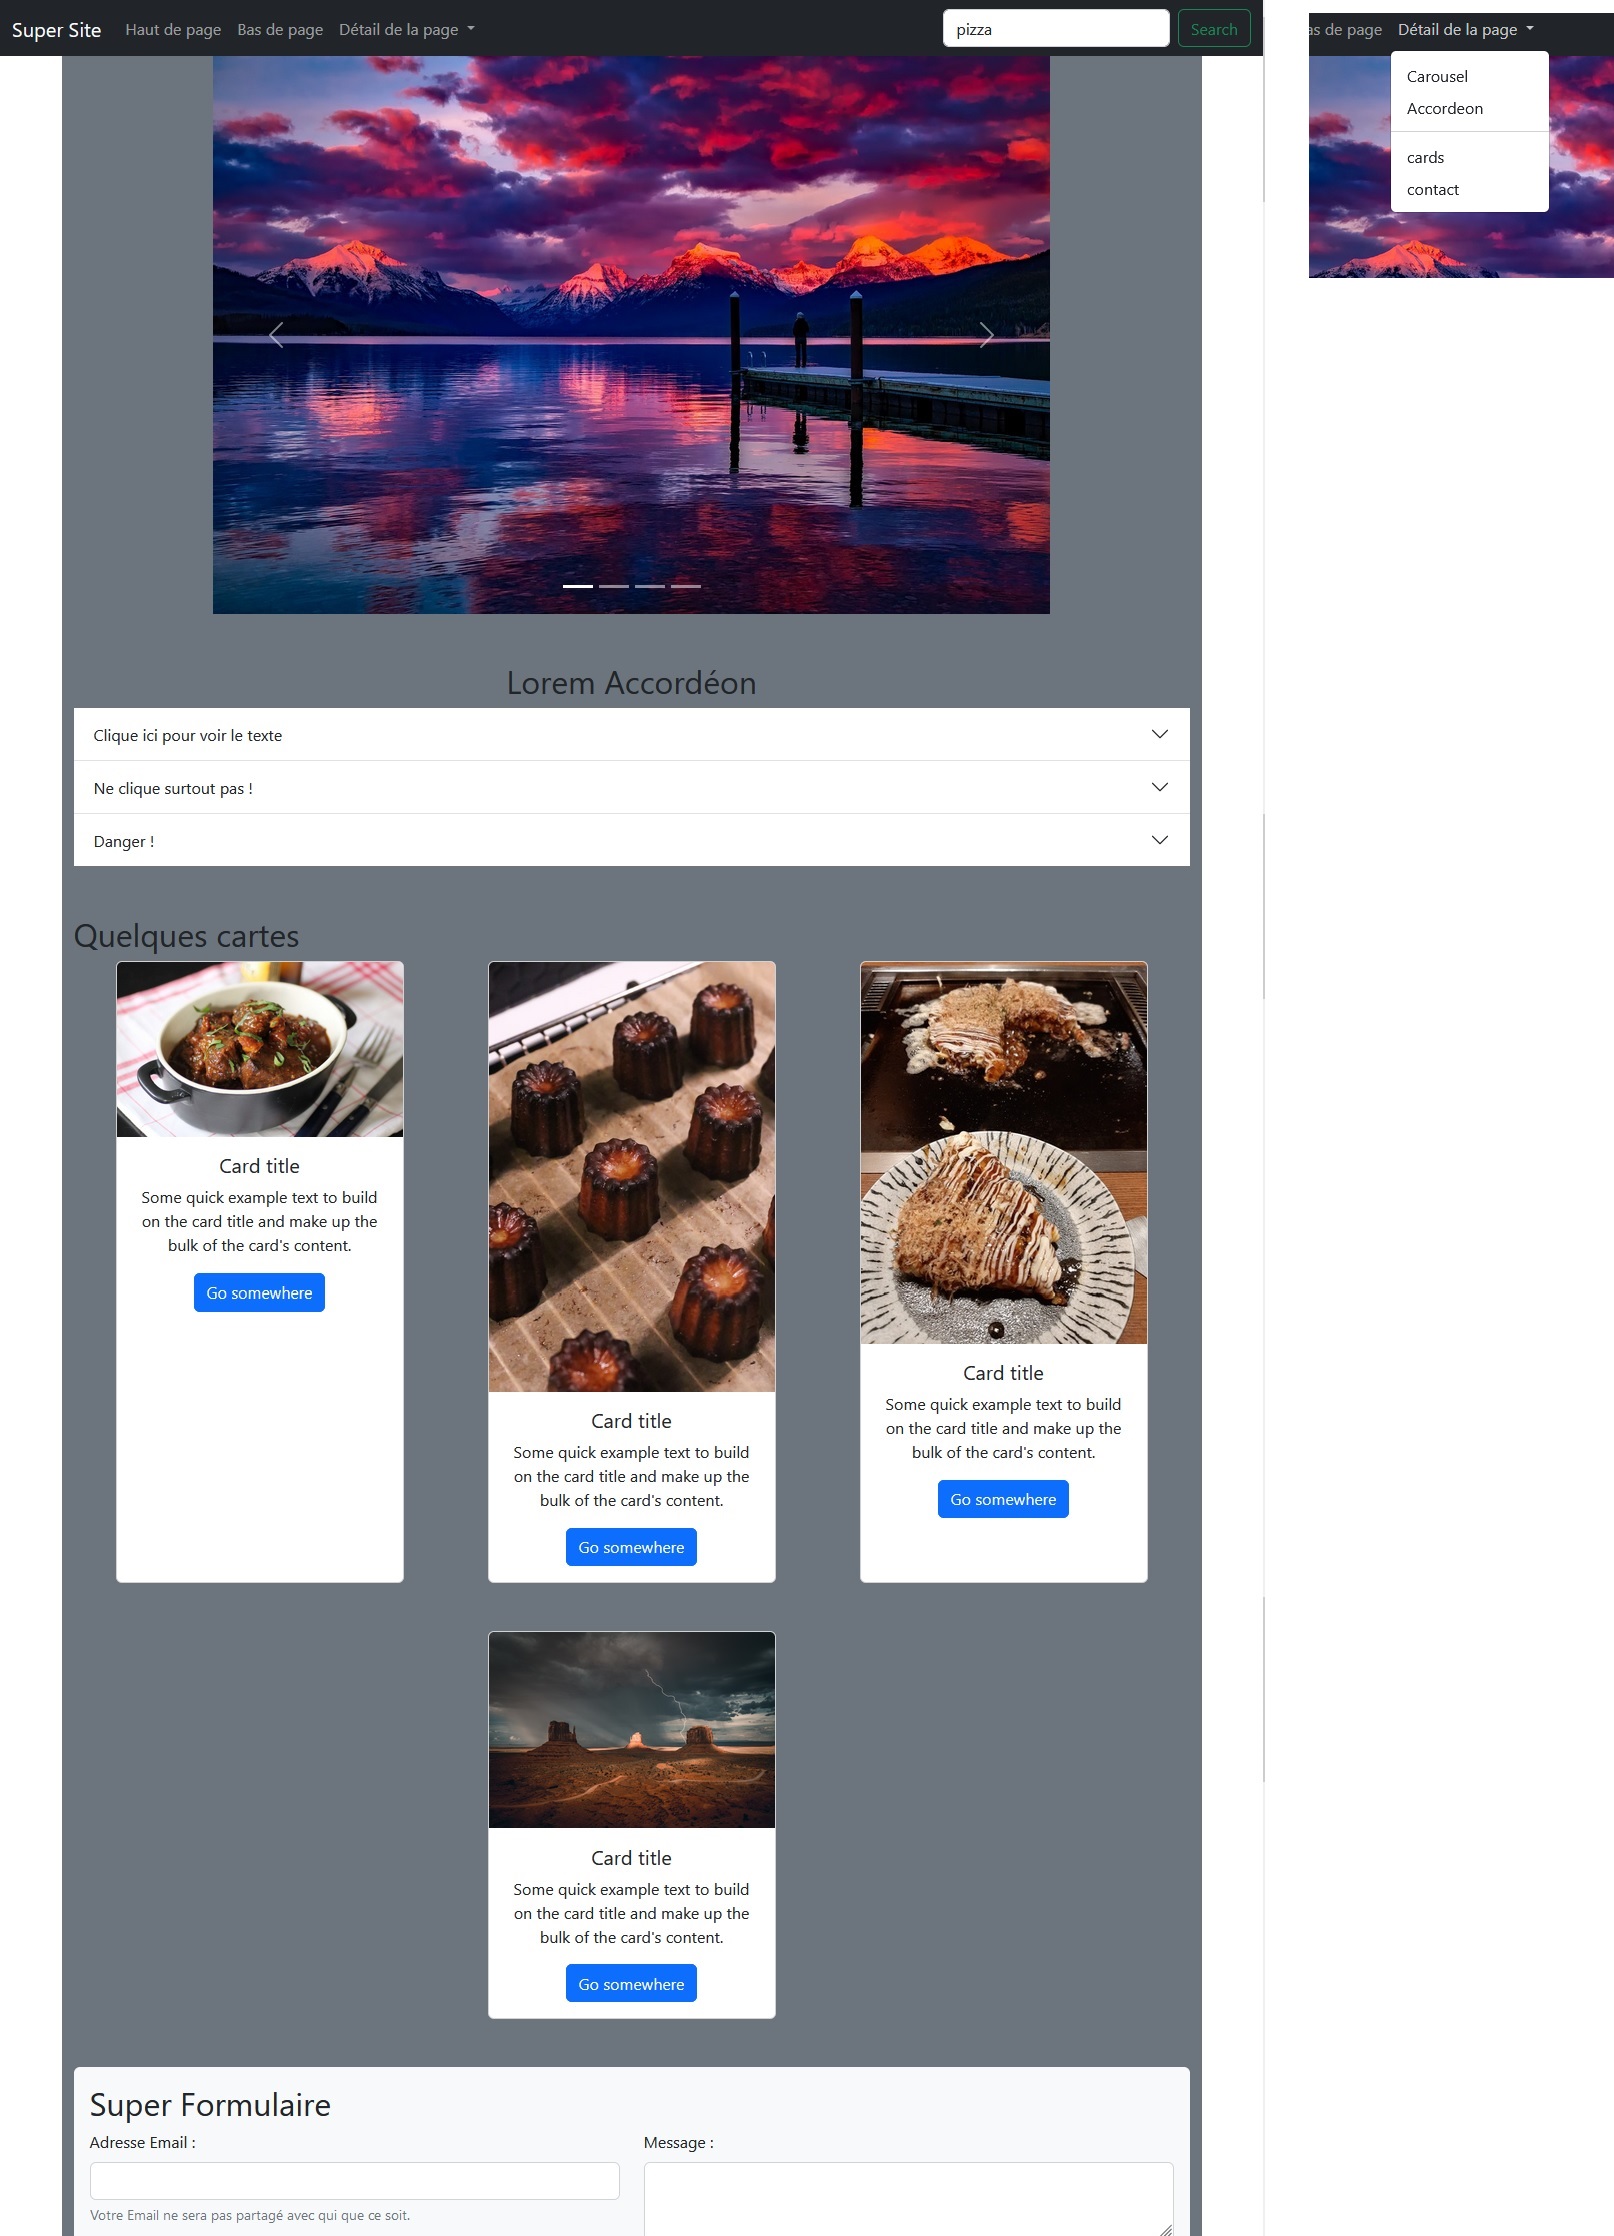 Super Site Haut de page Bas de page Détail de la page pizza Search
as de page Détail de la page
Carousel
Accordeon
cards
contact
Lorem Accordéon
Clique ici pour voir le texte
Ne clique surtout pas !
Danger !
Quelques cartes
Card title
Some quick example text to build
on the card title and make up the
bulk of the card's content.
Go somewhere
Card title
Some quick example text to build
on the card title and make up the
bulk of the card's content.
Go somewhere
Card title
Some quick example text to build
on the card title and make up the
bulk of the card's content.
Go somewhere
Card title
Some quick example text to build
on the card title and make up the
bulk of the card's content.
Go somewhere
Super Formulaire
Adresse Email :
Votre Email ne sera pas partagé avec qui que ce soit.
Message :